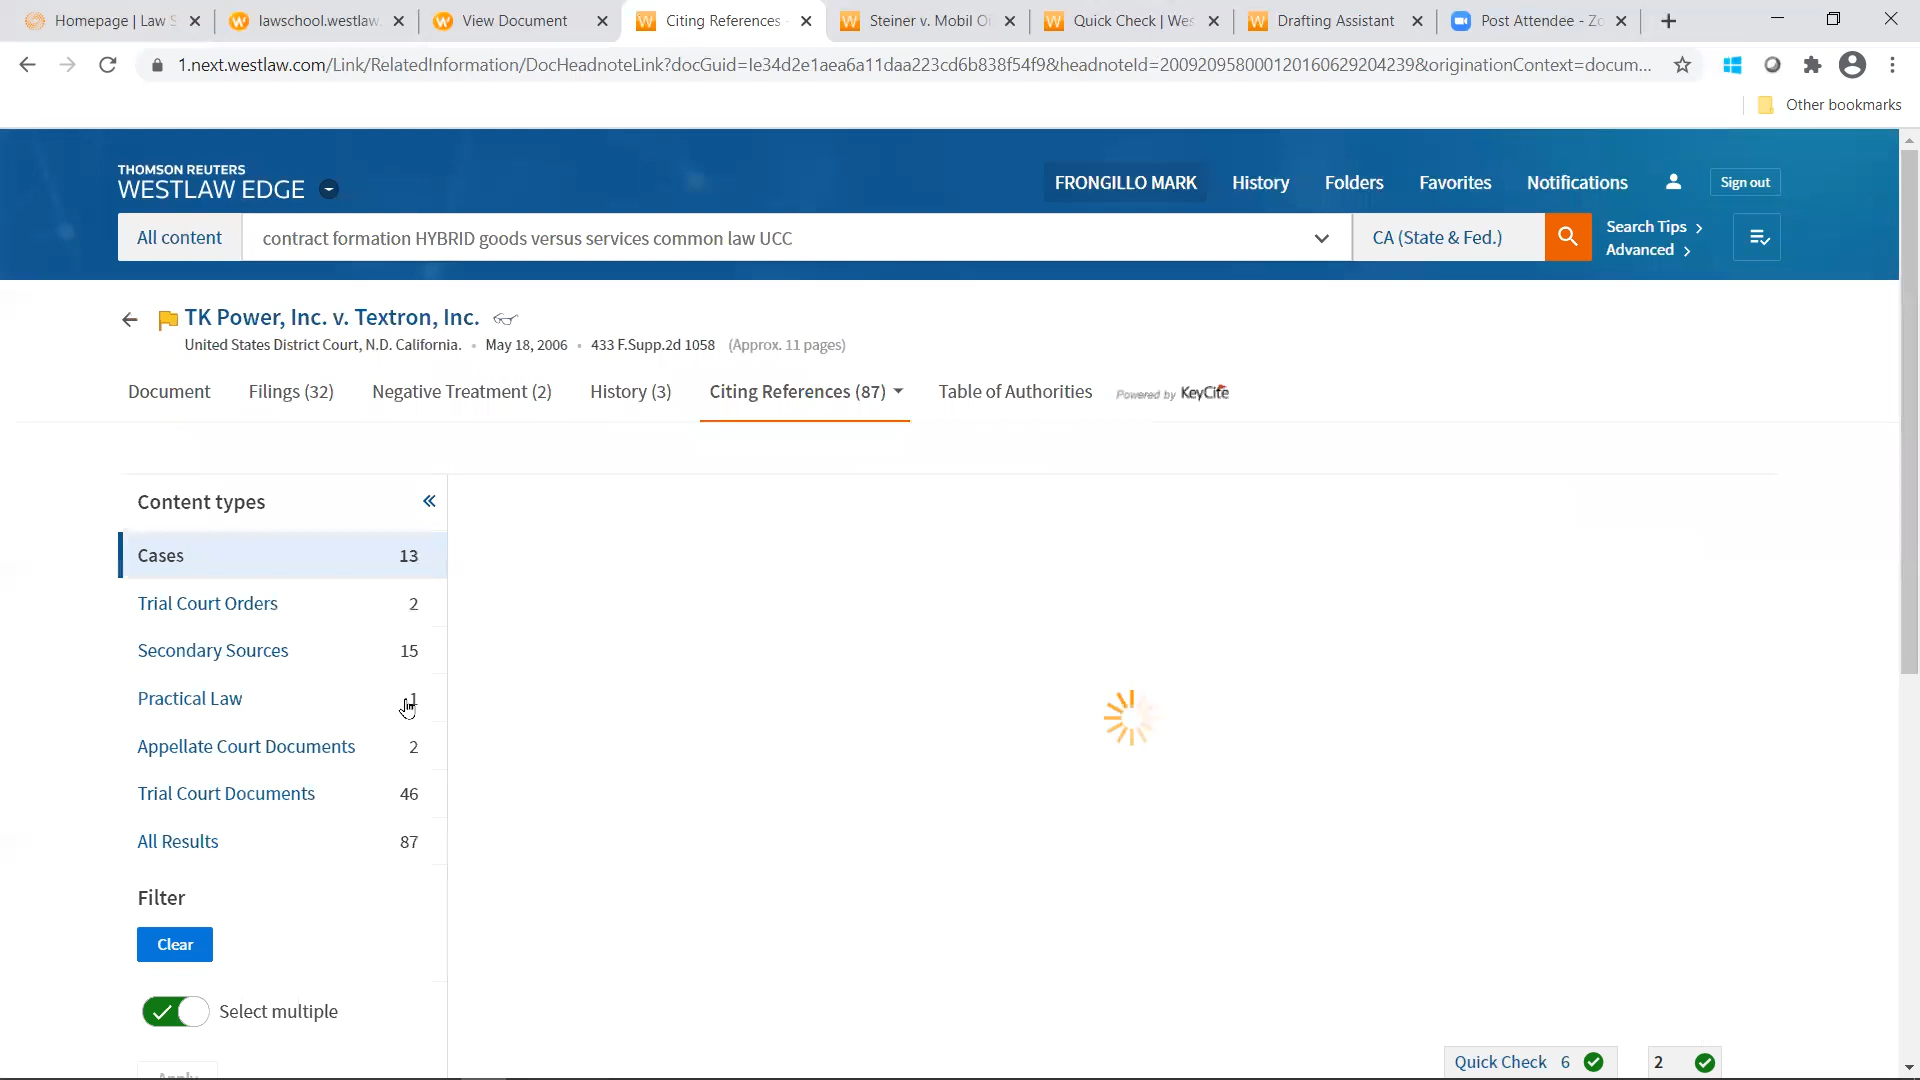 Homepage | Law S
lawschool.westlaw.
View Document
Citing References -
Steiner v. Mobil O
Quick Check | Wes
Drafting Assistant
Post Attendee - Zo
1.next.westlaw.com/Link/RelatedInformation/DocHeadnoteLink?docGuid=Ie34d2e1aea6a11daa223cd6b838f54f9&headnoteId=200920958000120160629204239&originationContext=docum...
Other bookmarks
THOMSON REUTERS
WESTLAW EDGE
FRONGILLO MARK
History
Folders
Favorites
Notifications
Sign out
All content
contract formation HYBRID goods versus services common law UCC
CA (State & Fed.)
Search Tips
Advanced
TK Power, Inc. v. Textron, Inc.
United States District Court, N.D. California. • May 18, 2006 • 433 F.Supp.2d 1058 (Approx. 11 pages)
Document
Filings (32)
Negative Treatment (2)
History (3)
Citing References (87)
Table of Authorities
Powered by KeyCite
Content types
Cases 13
Trial Court Orders 2
Secondary Sources 15
Practical Law 1
Appellate Court Documents 2
Trial Court Documents 46
All Results 87
Filter
Clear
Select multiple
Apply
Quick Check 6
2